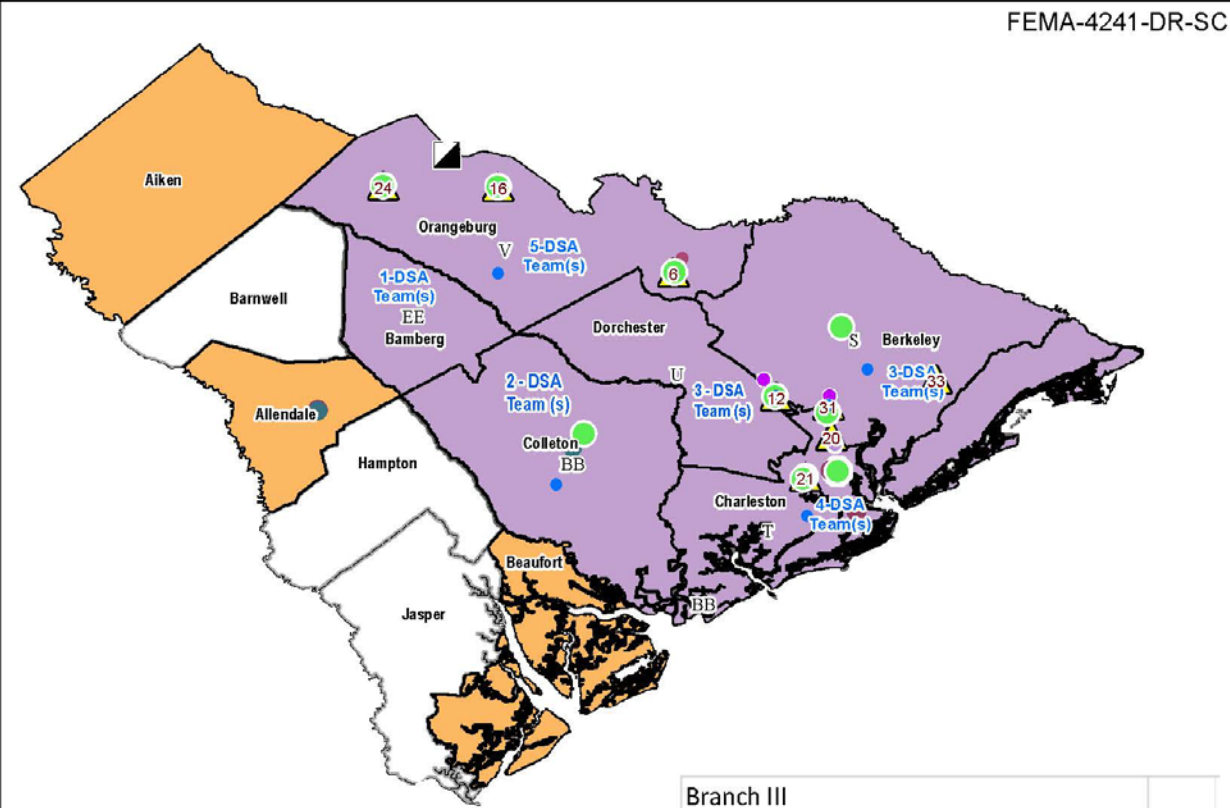 FEMA-4241-DR-SC
Aiken
24
16
Orangeburg
V
5-DSA
Team(s)
6
1-DSA
Team(s)
EE
Bamberg
Barnwell
Dorchester
S
Berkeley
U
2 - DSA
Team (s)
3 - DSA
Team (s)
12
3-DSA
Team(s)
33
31
20
Allendale
Colleton
BB
Hampton
21
Charleston
T
4-DSA
Team(s)
Beaufort
BB
Jasper
Branch III